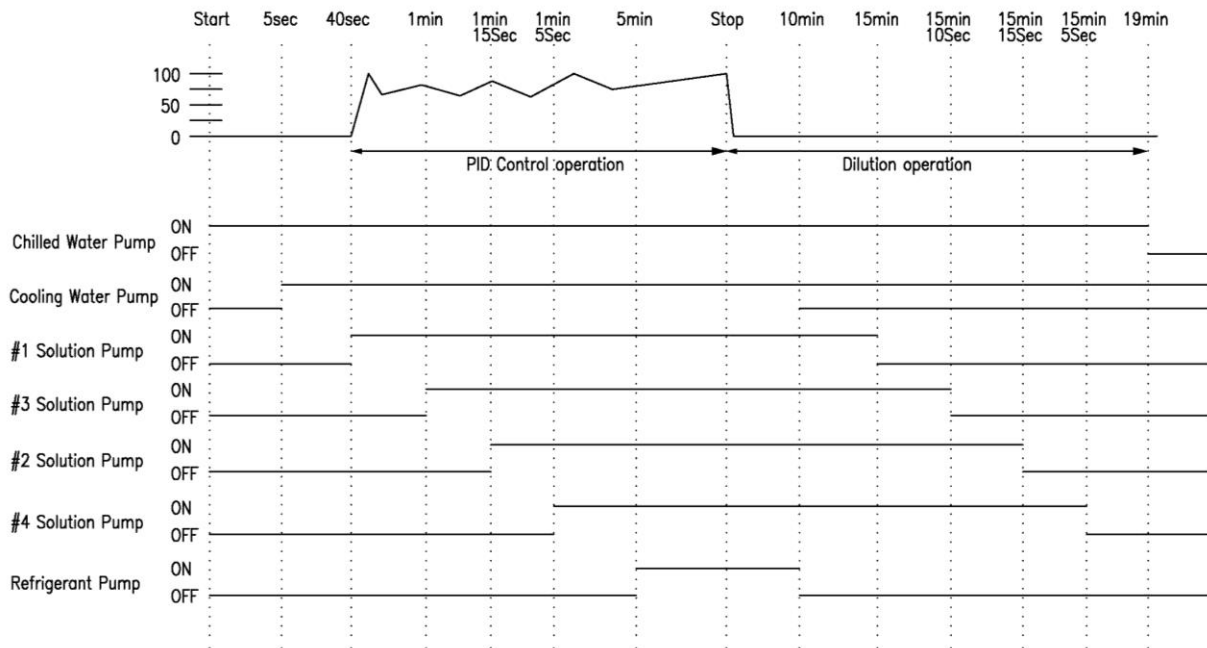 Start 5sec 40sec 1min 1min 1min 5min Stop 10min 15min 15min 15min 15min 19min
15Sec 5Sec 10Sec 15Sec 5Sec
100
50
0
PID Control operation Dilution operation
ON
Chilled Water Pump
OFF
ON
Cooling Water Pump
OFF
ON
#1 Solution Pump
OFF
ON
#3 Solution Pump
OFF
ON
#2 Solution Pump
OFF
ON
#4 Solution Pump
OFF
ON
Refrigerant Pump
OFF